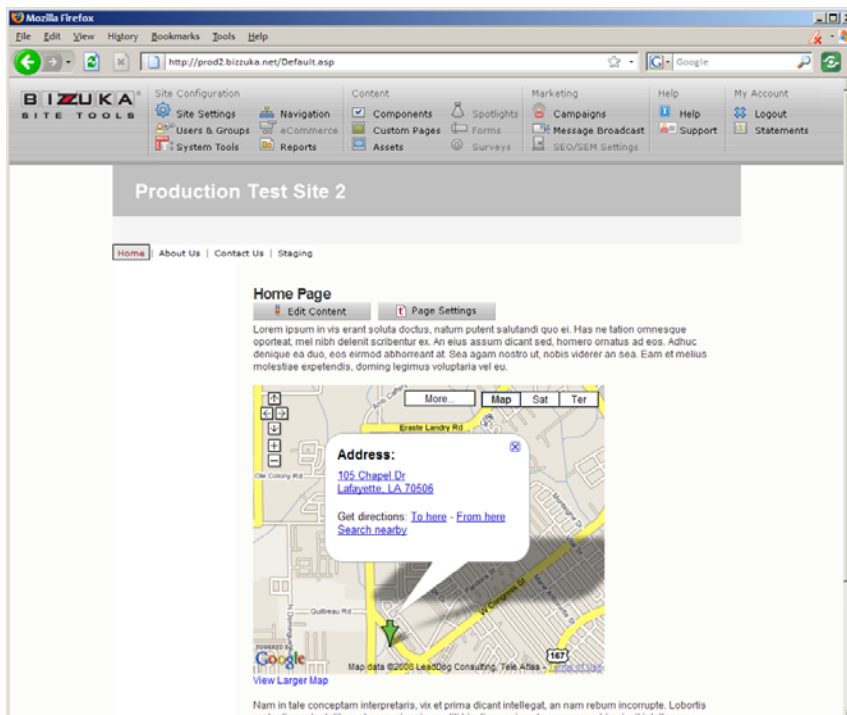 Mozilla Firefox
File Edit View History Bookmarks Tools Help
http://prod2.bizzuka.net/Default.asp
Google
BIZZUKA
SITE TOOLS
Site Configuration Content Marketing Help My Account
Site Settings Navigation Components Spotlights Campaigns Help Logout
Users & Groups eCommerce Custom Pages Forms Message Broadcast Support Statements
System Tools Reports Assets Surveys SEO/SEM Settings
Production Test Site 2
Home | About Us | Contact Us | Staging
Home Page
Edit Content Page Settings
Lorem ipsum in vis erant soluta doctus, natum putent salutandi quo ei. Has ne tation omnesque
oporteat, mel nibh delenit scribentur ex. An eius assum dicant sed, homero ornatus ad eos. Adhuc
denique ea duo, eos eirmod abhorreant at. Sea agam nostro ut, nobis viderer an sea. Eam et melius
molestiae expetendis, doming legimus voluptaria vel eu.
More... Map Sat Ter
Eraste Landry Rd
Ole Colony Rd
Address:
105 Chapel Dr
Lafayette, LA 70506
Get directions: To here - From here
Search nearby
Guilbeau Rd
W Congress St
167
POWERED BY
Google
Map data ©2008 LeadDog Consulting, Tele Atlas - Terms of Use
View Larger Map
Nam in tale conceptam interpretaris, vix et prima dicant intellegat, an nam rebum incorrupte. Lobortis